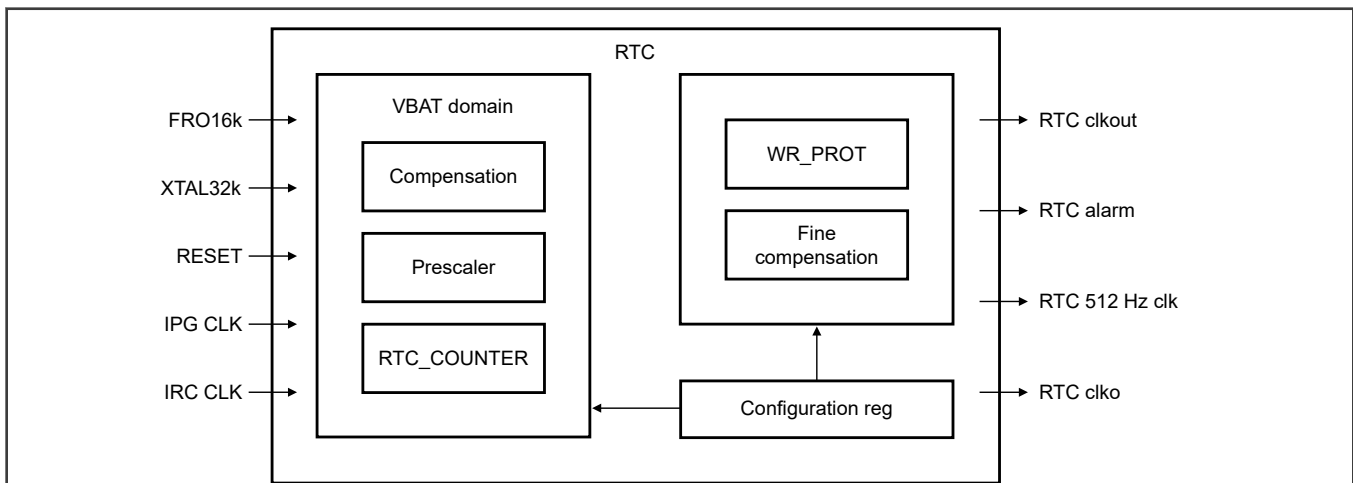 RTC
FRO16k
XTAL32k
RESET
IPG CLK
IRC CLK
VBAT domain
Compensation
Prescaler
RTC_COUNTER
WR_PROT
Fine
compensation
Configuration reg
RTC clkout
RTC alarm
RTC 512 Hz clk
RTC clko